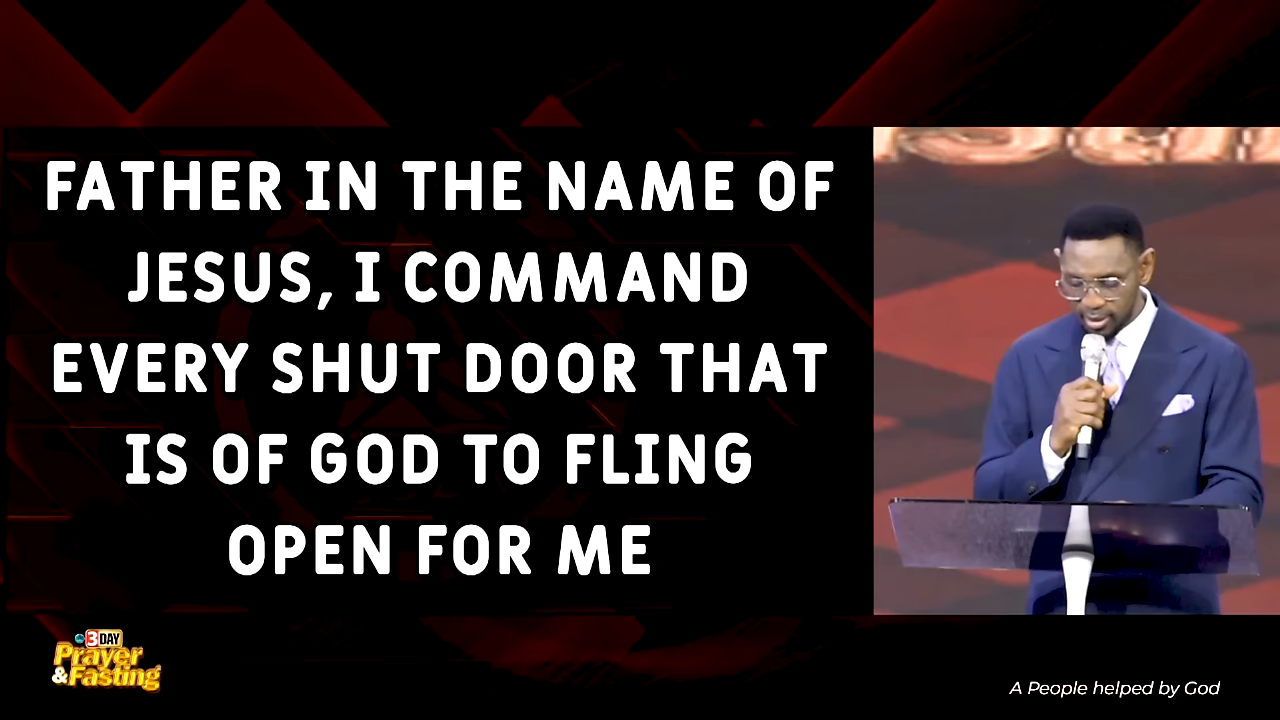 FATHER IN THE NAME OF
JESUS, I COMMAND
EVERY SHUT DOOR THAT
IS OF GOD TO FLING
OPEN FOR ME
3 DAY
Prayer
&Fasting
A People helped by God